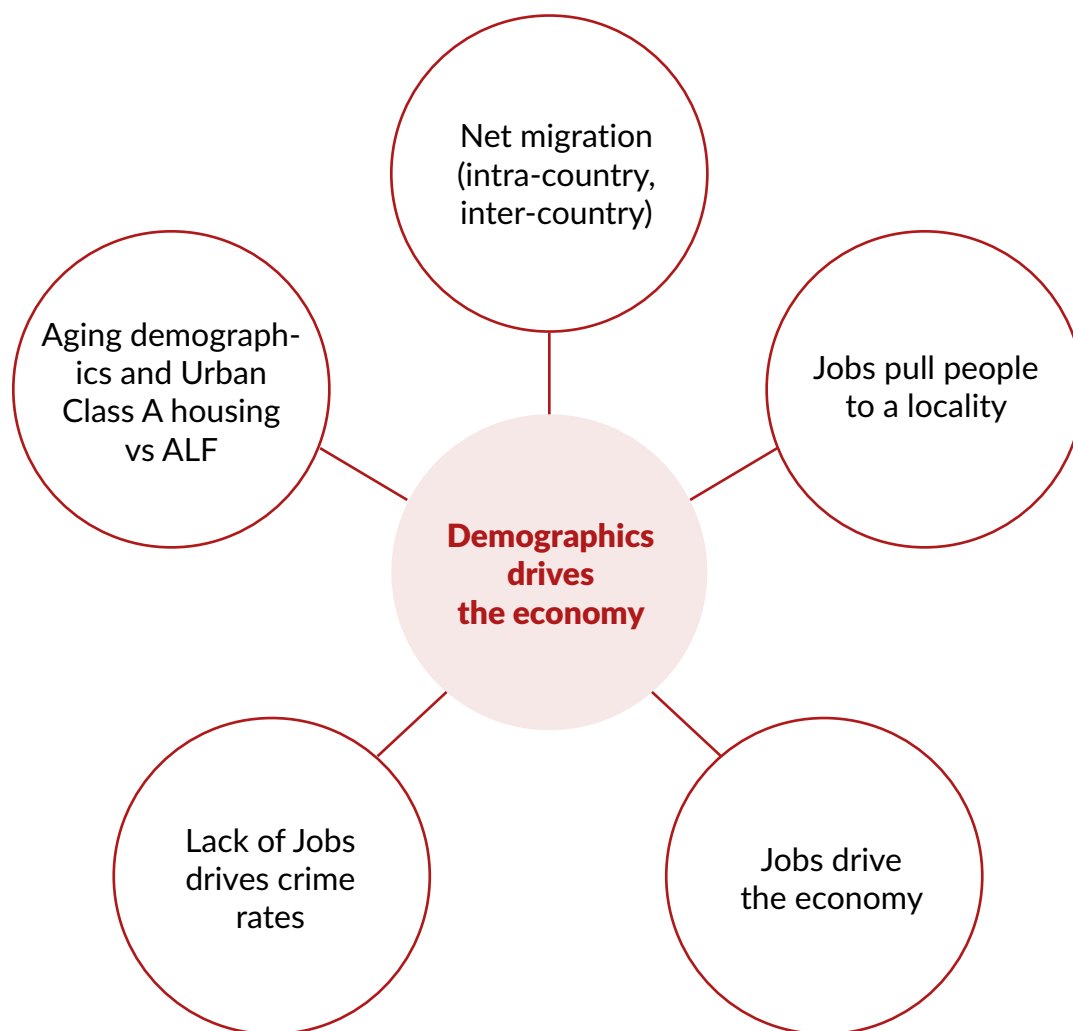 Net migration
(intra-country,
inter-country)
Aging demograph-
ics and Urban
Class A housing
vs ALF
Jobs pull people
to a locality
Demographics
drives
the economy
Lack of Jobs
drives crime
rates
Jobs drive
the economy